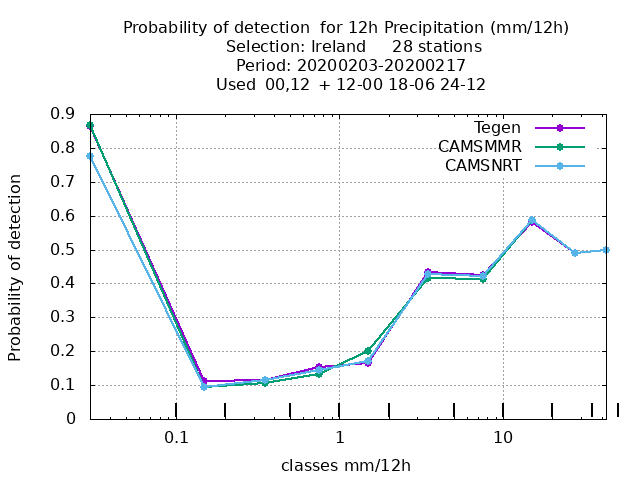 Probability of detection  for 12h Precipitation (mm/12h)
Selection: Ireland     28 stations
Period: 20200203-20200217
Used  00,12  + 12-00 18-06 24-12
Tegen
CAMSMMR
CAMSNRT
Probability of detection
0.9
0.8
0.7
0.6
0.5
0.4
0.3
0.2
0.1
0
0.1 1 10
classes mm/12h